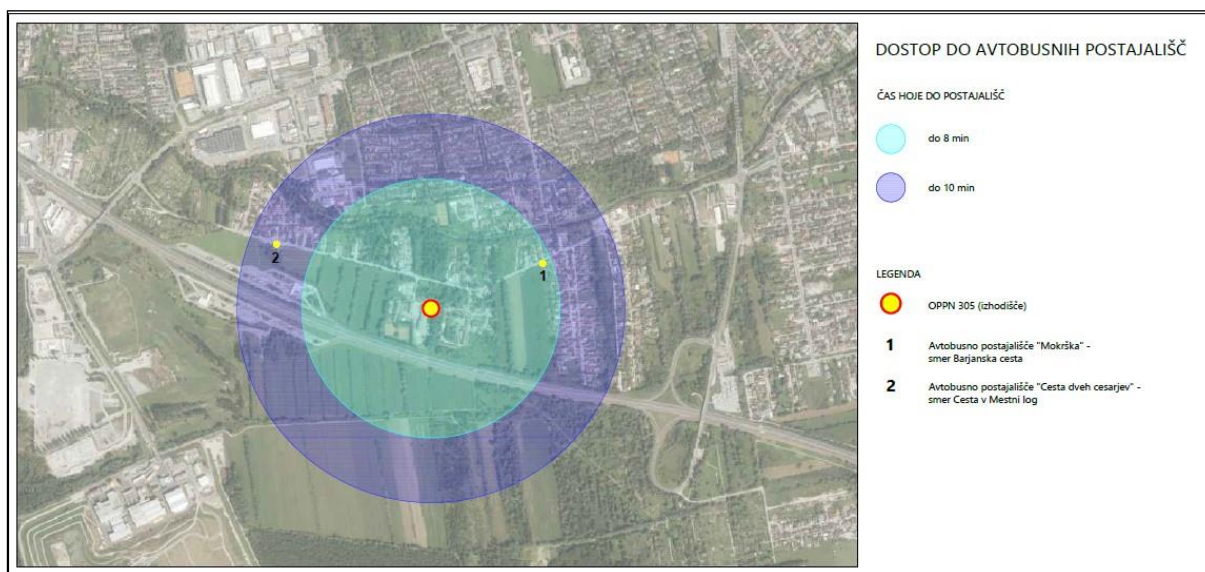 DOSTOP DO AVTOBUSNIH POSTAJALIŠČ
ČAS HOJE DO POSTAJALIŠČ
do 8 min
do 10 min
2
1
LEGENDA
OPPN 305 (izhodišče)
1 Avtobusno postajališče "Mokrška" -
smer Barjanska cesta
2 Avtobusno postajališče "Cesta dveh cesarjev" -
smer Cesta v Mestni log